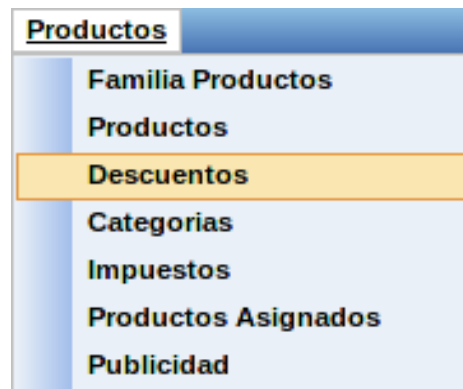 Productos
Familia Productos
Productos
Descuentos
Categorias
Impuestos
Productos Asignados
Publicidad